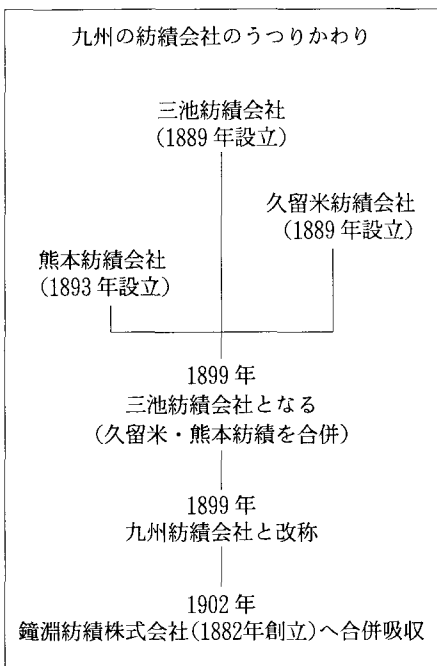 九州の紡績会社のうつりかわり
三池紡績会社
(1889年設立)
久留米紡績会社
(1889年設立)
熊本紡績会社
(1893年設立)
1899年
三池紡績会社となる
(久留米・熊本紡績を合併)
1899年
九州紡績会社と改称
1902年
鐘淵紡績株式会社(1882年創立)へ合併吸収